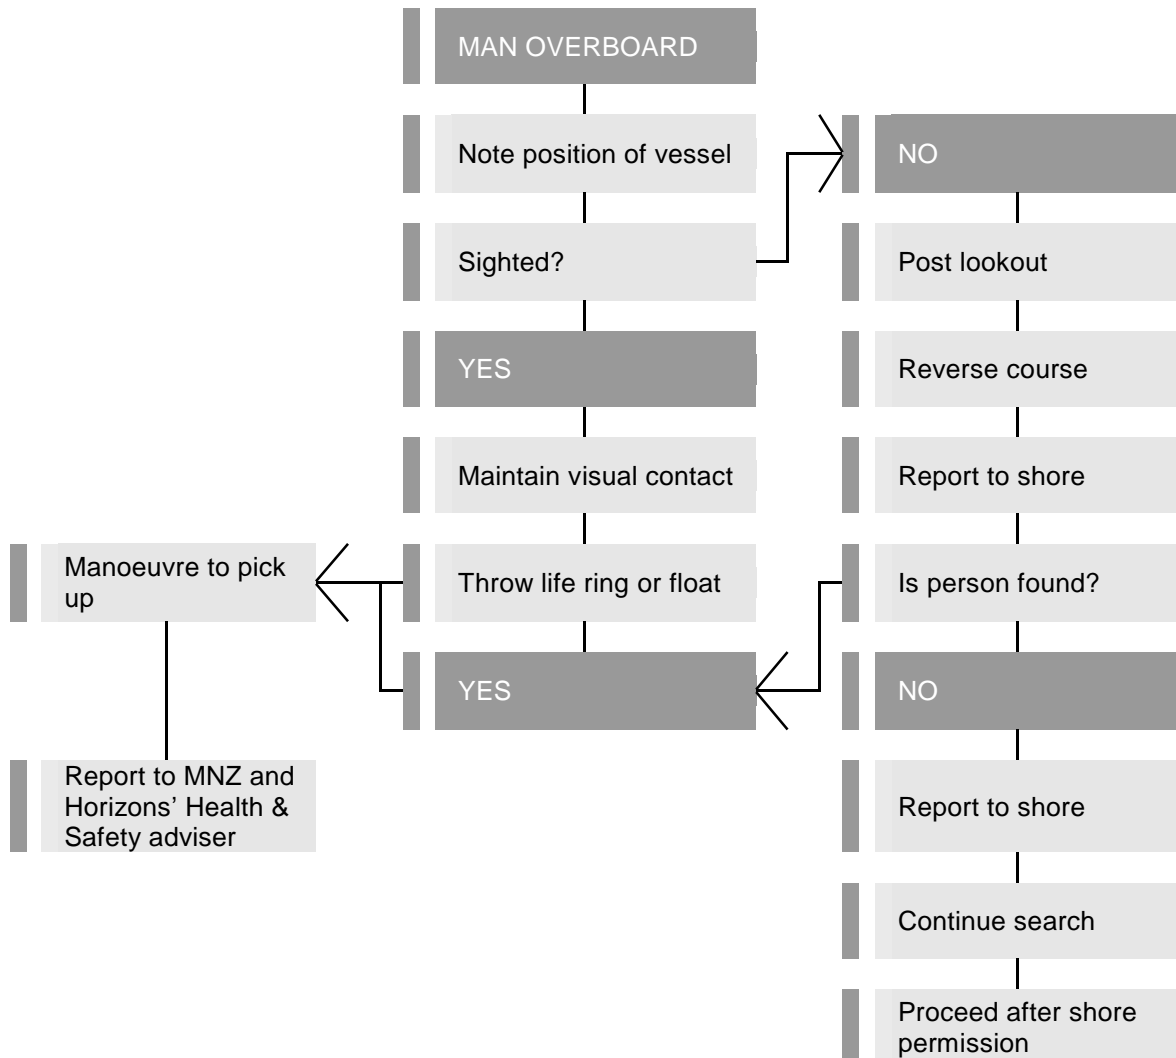 MAN OVERBOARD
Note position of vessel
Sighted?
YES
Maintain visual contact
Throw life ring or float
YES
Manoeuvre to pick
up
Report to MNZ and
Horizons’ Health &
Safety adviser
NO
Post lookout
Reverse course
Report to shore
Is person found?
NO
Report to shore
Continue search
Proceed after shore
permission